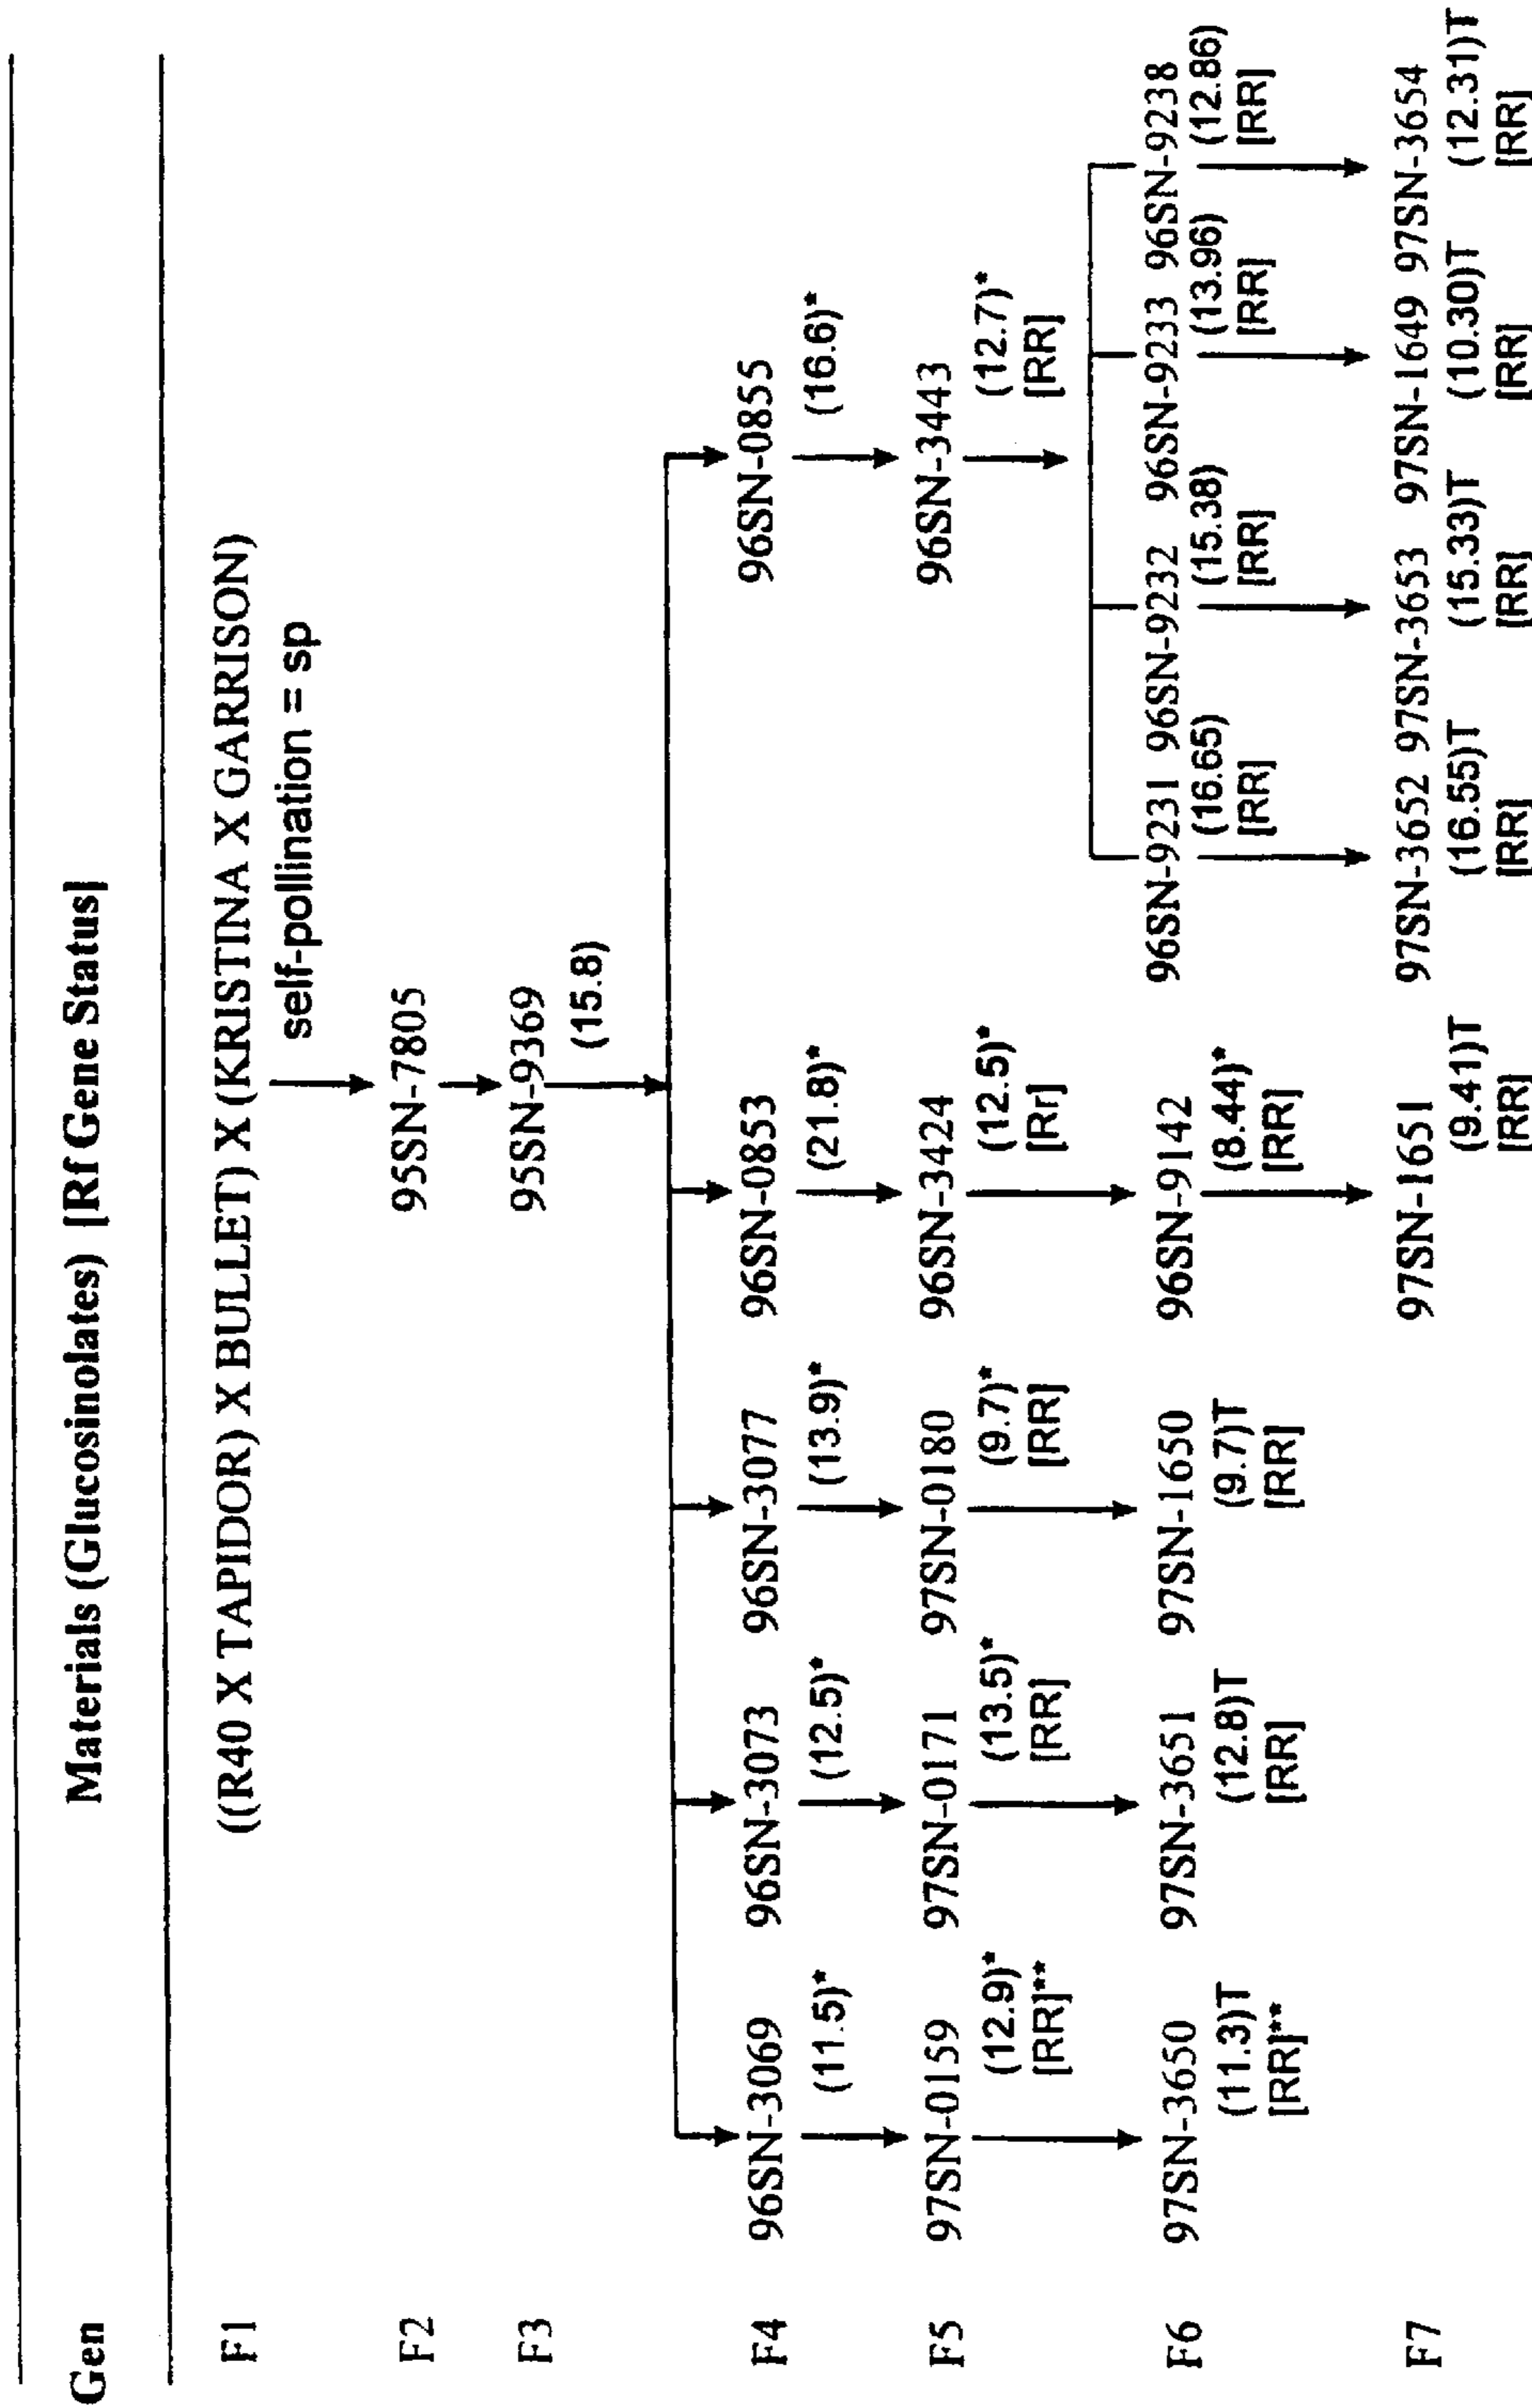 Gen Materials (Glucosinolates) [Rf Gene Status]
F1 ((R40 X TAPIDOR) X BULLET) X (KRISTINA X GARRISON)
self-pollination = sp
F2 95SN-7805
F3 95SN-9369
(15.8)
F4 96SN-3069 96SN-3073 96SN-3077 96SN-0853 96SN-0855
(11.5)* (12.5)* (13.9)* (21.8)* (16.6)*
F5 97SN-0159 97SN-0171 97SN-0180 96SN-3424 96SN-3443
(12.9)* (13.5)* (9.7)* (12.5)* (12.7)*
[RR]** [RR] [RR] [Rr] [RR]
F6 97SN-3650 97SN-3651 97SN-1650 96SN-9142 96SN-9231 96SN-9232 96SN-9233 96SN-9238
(11.3)T (12.8)T (9.7)T (8.44)* (16.65) (15.38) (13.96) (12.86)
[RR]** [RR] [RR] [RR] [RR] [RR] [RR] [RR]
F7 97SN-1651 97SN-3652 97SN-3653 97SN-1649 97SN-3654
(9.41)T (16.55)T (15.33)T (10.30)T (12.31)T
[RR] [RR] [RR] [RR] [RR]